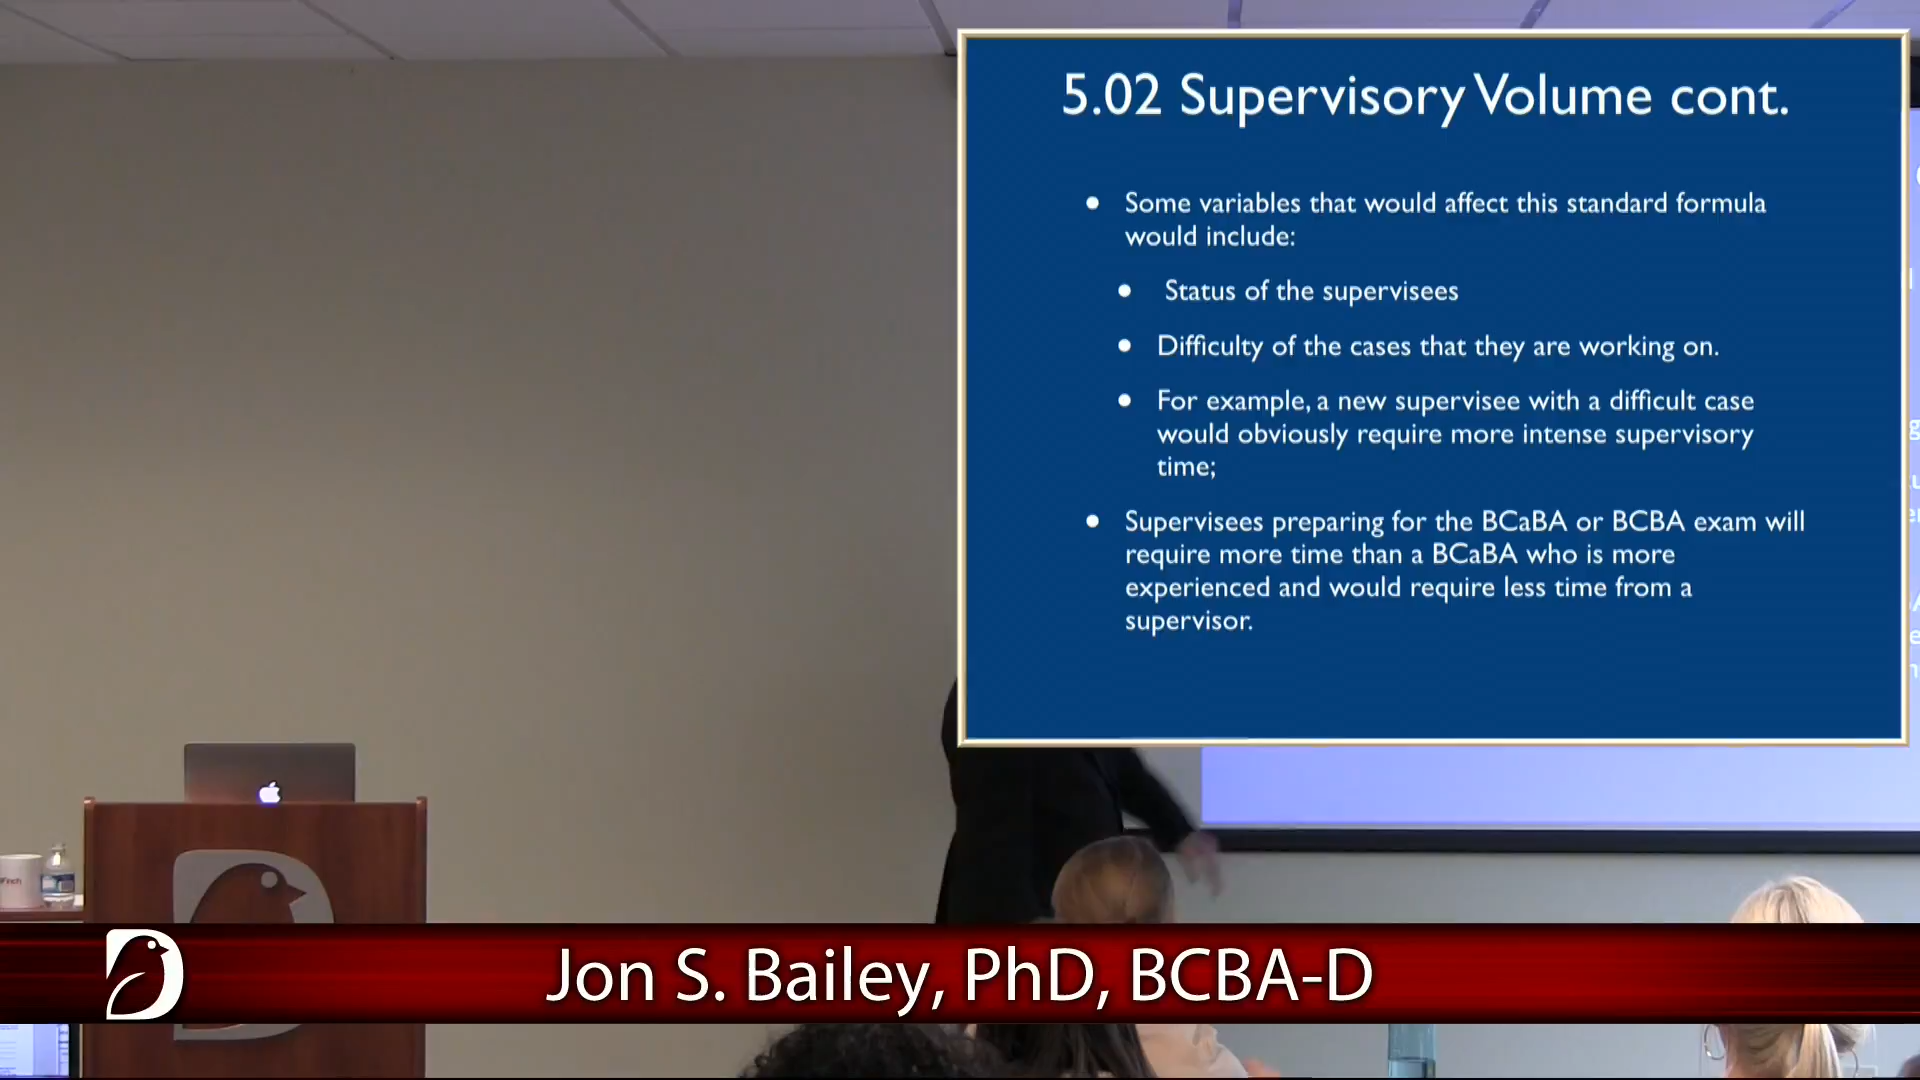 5.02 Supervisory Volume cont.
• Some variables that would affect this standard formula
would include:
• Status of the supervisees
• Difficulty of the cases that they are working on.
• For example, a new supervisee with a difficult case
would obviously require more intense supervisory
time;
• Supervisees preparing for the BCaBA or BCBA exam will
require more time than a BCaBA who is more
experienced and would require less time from a
supervisor.
Jon S. Bailey, PhD, BCBA-D